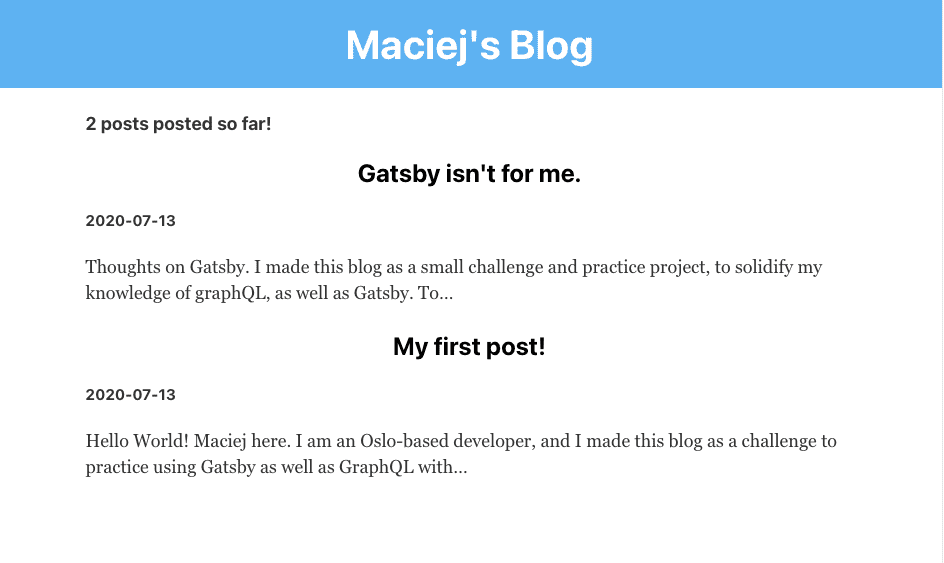 Maciej's Blog
2 posts posted so far!
Gatsby isn't for me.
2020-07-13
Thoughts on Gatsby. I made this blog as a small challenge and practice project, to solidify my
knowledge of graphQL, as well as Gatsby. To…
My first post!
2020-07-13
Hello World! Maciej here. I am an Oslo-based developer, and I made this blog as a challenge to
practice using Gatsby as well as GraphQL with…